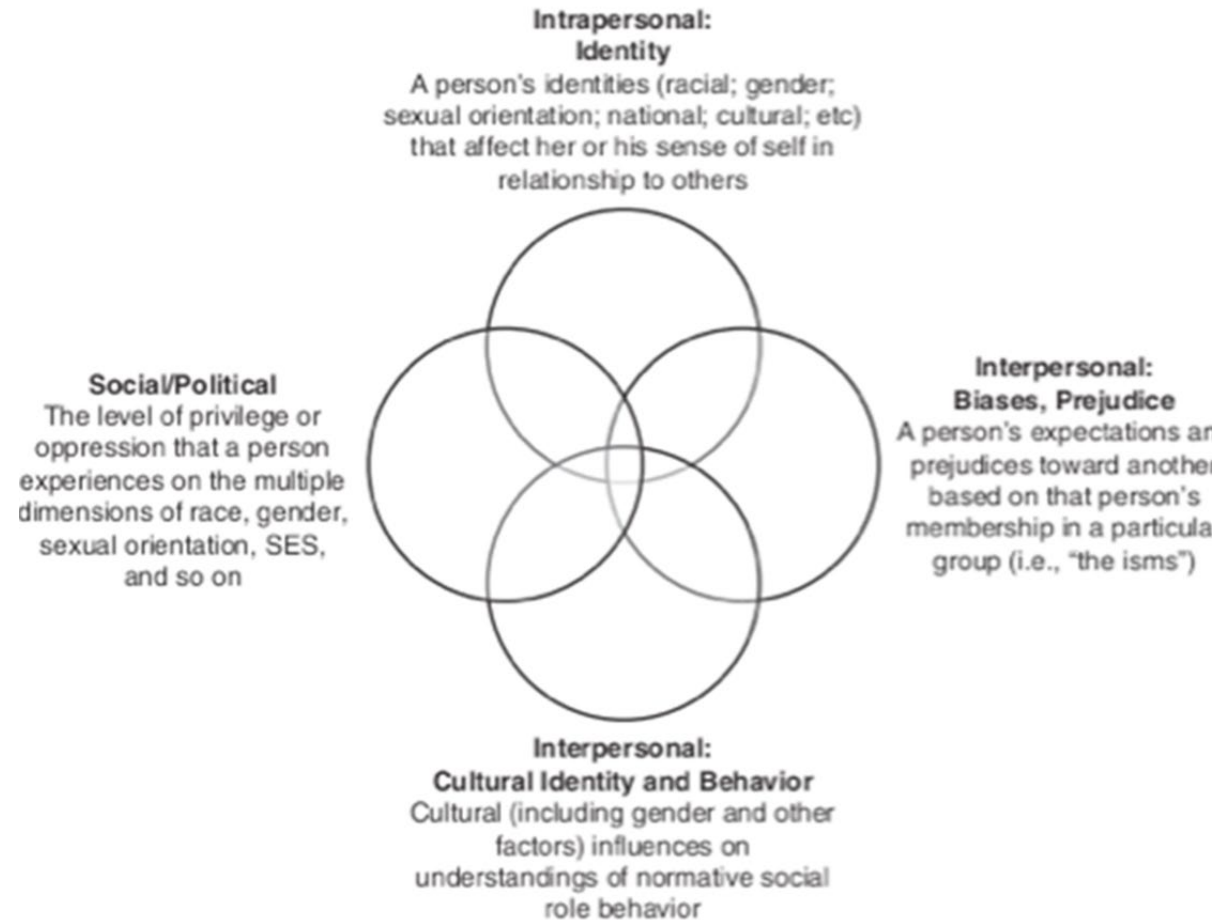 Intrapersonal:
Identity
A person's identities (racial; gender;
sexual orientation; national; cultural; etc)
that affect her or his sense of self in
relationship to others
Social/Political
The level of privilege or
oppression that a person
experiences on the multiple
dimensions of race, gender,
sexual orientation, SES,
and so on
Interpersonal:
Biases, Prejudice
A person's expectations an
prejudices toward another
based on that person's
membership in a particula
group (i.e., "the isms")
Interpersonal:
Cultural Identity and Behavior
Cultural (including gender and other
factors) influences on
understandings of normative social
role behavior